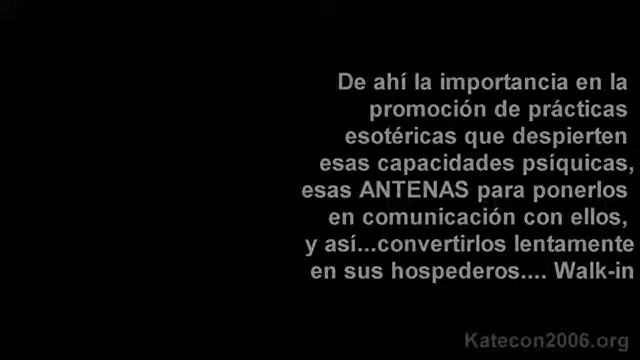 De ahí la importancia en la
promoción de prácticas
esotéricas que despierten
esas capacidades psíquicas,
esas ANTENAS para ponerlos
en comunicación con ellos,
y así...convertirlos lentamente
en sus hospederos.... Walk-in
Katecon2006.org